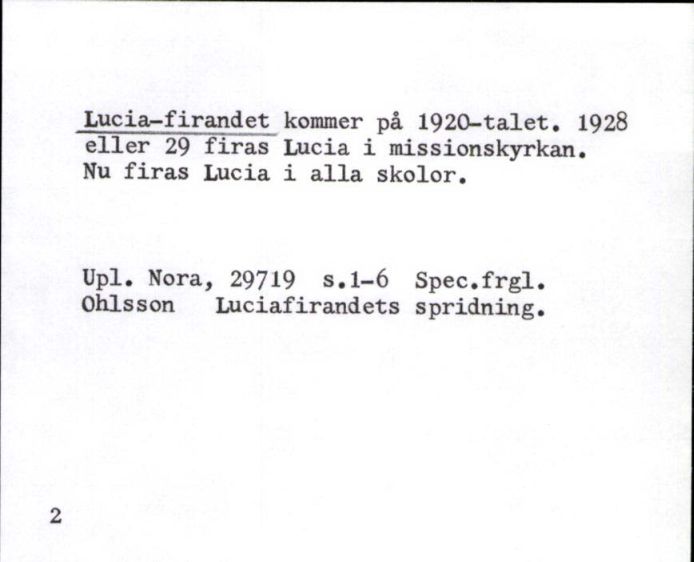 Lucia-firandet kommer på 1920-talet. 1928
eller 29 firas Lucia i missionskyrkan.
Nu firas Lucia i alla skolor.
Upl. Nora, 29719 s.1-6 Spec.frgl.
Ohlsson Luciafirandets spridning.
2